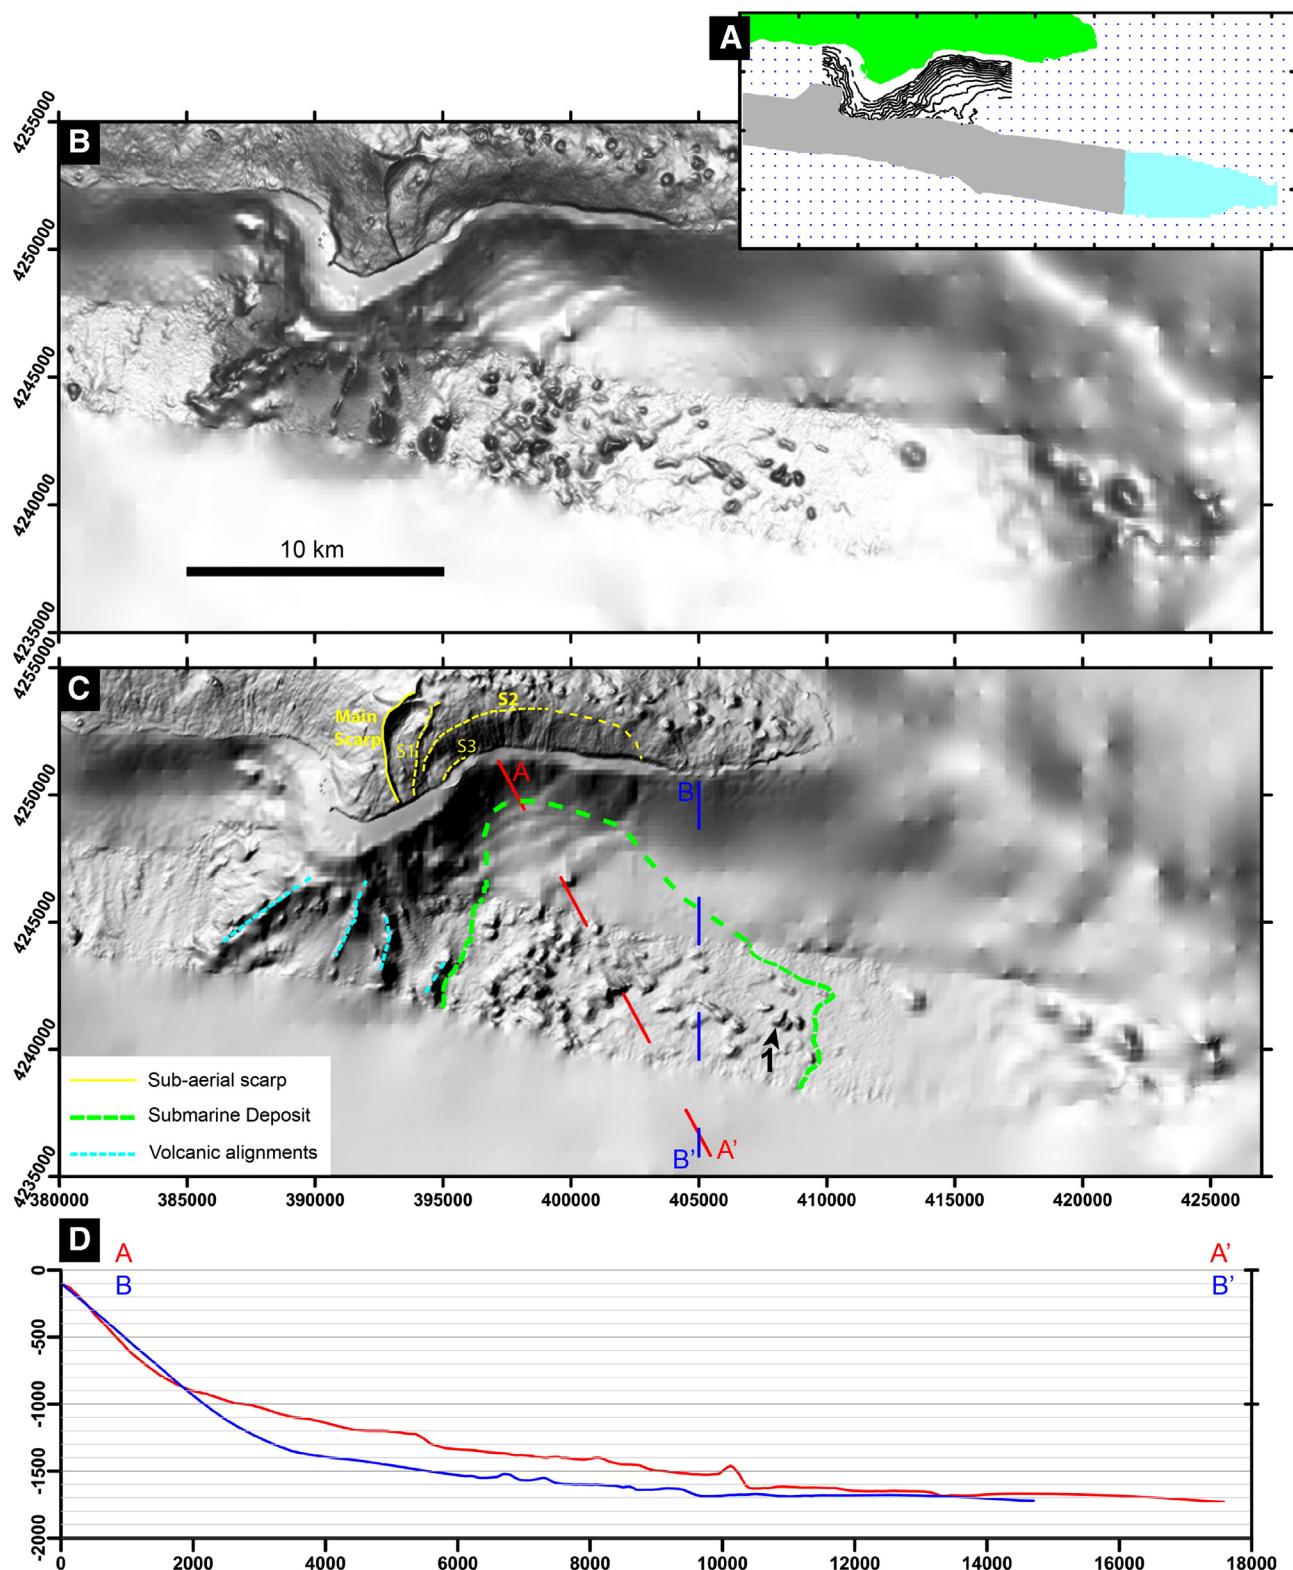 A
B
4255000
4250000
4245000
4240000
4235000
10 km
C
4255000
4250000
4245000
4240000
4235000
Main
Scarp
S1
S2
S3
A
B
1
B'
A'
Sub-aerial scarp
Submarine Deposit
Volcanic alignments
380000 385000 390000 395000 400000 405000 410000 415000 420000 425000
D
A A'
B B'
0
-500
-1000
-1500
-2000
0 2000 4000 6000 8000 10000 12000 14000 16000 18000